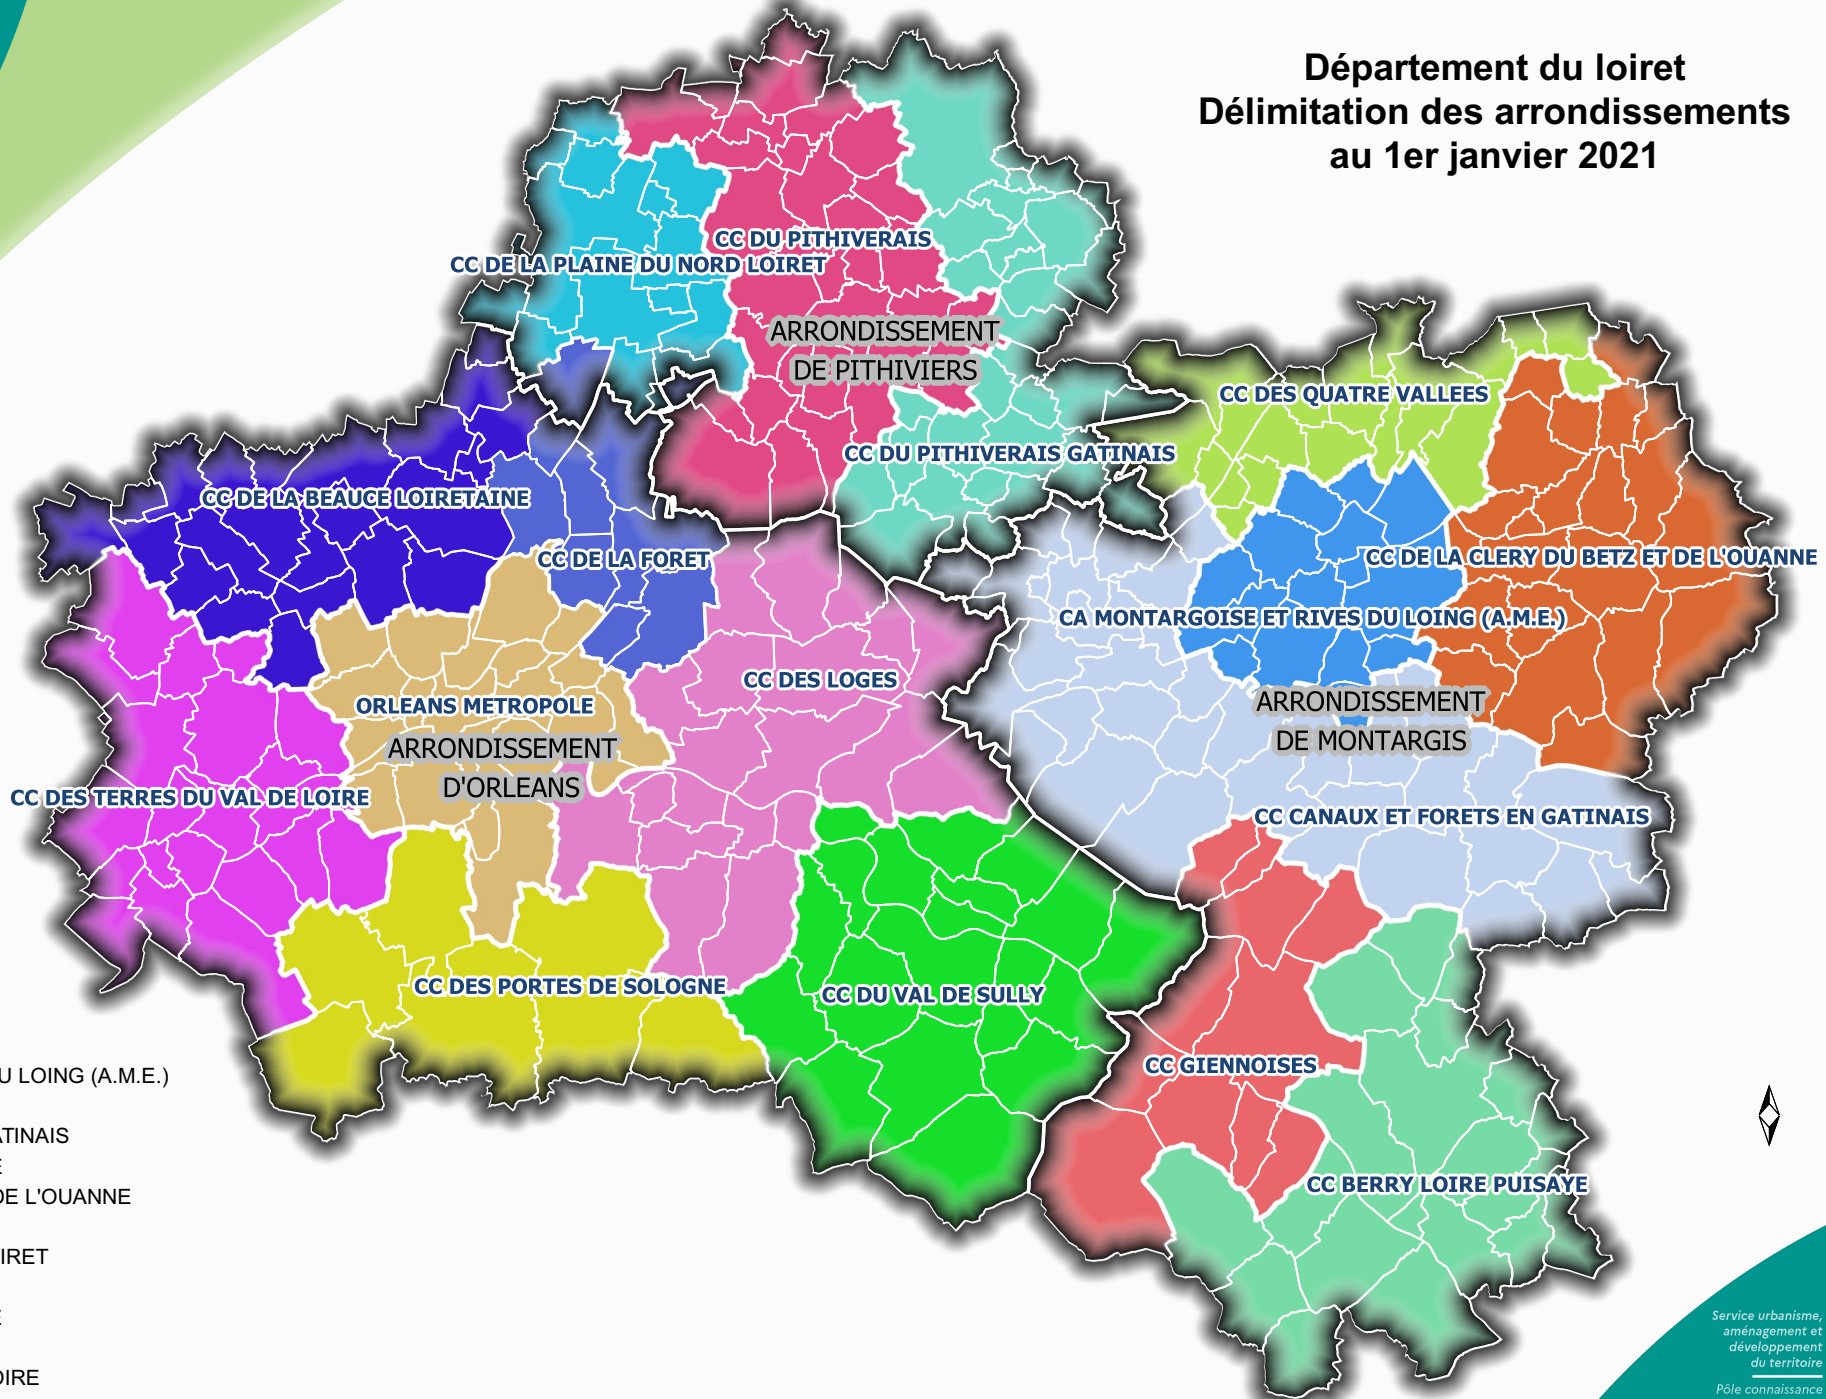 Département du loiret
Délimitation des arrondissements
au 1er janvier 2021
CC DU PITHIVERAIS
CC DE LA PLAINE DU NORD LOIRET
ARRONDISSEMENT
DE PITHIVIERS
CC DES QUATRE VALLEES
CC DU PITHIVERAIS GATINAIS
CC DE LA BEAUCE LOIRETAINE
CC DE LA FORET
CC DE LA CLERY DU BETZ ET DE L'OUANNE
CA MONTARGOISE ET RIVES DU LOING (A.M.E.)
CC DES LOGES
ORLEANS METROPOLE
ARRONDISSEMENT
D'ORLEANS
ARRONDISSEMENT
DE MONTARGIS
CC DES TERRES DU VAL DE LOIRE
CC CANAUX ET FORETS EN GATINAIS
CC DES PORTES DE SOLOGNE
CC DU VAL DE SULLY
CC GIENNOISES
CC BERRY LOIRE PUISAYE
U LOING (A.M.E.)
ATINAIS
E
DE L'OUANNE
IRET
E
OIRE
Service urbanisme,
aménagement et
développement
du territoire
Pôle connaissance